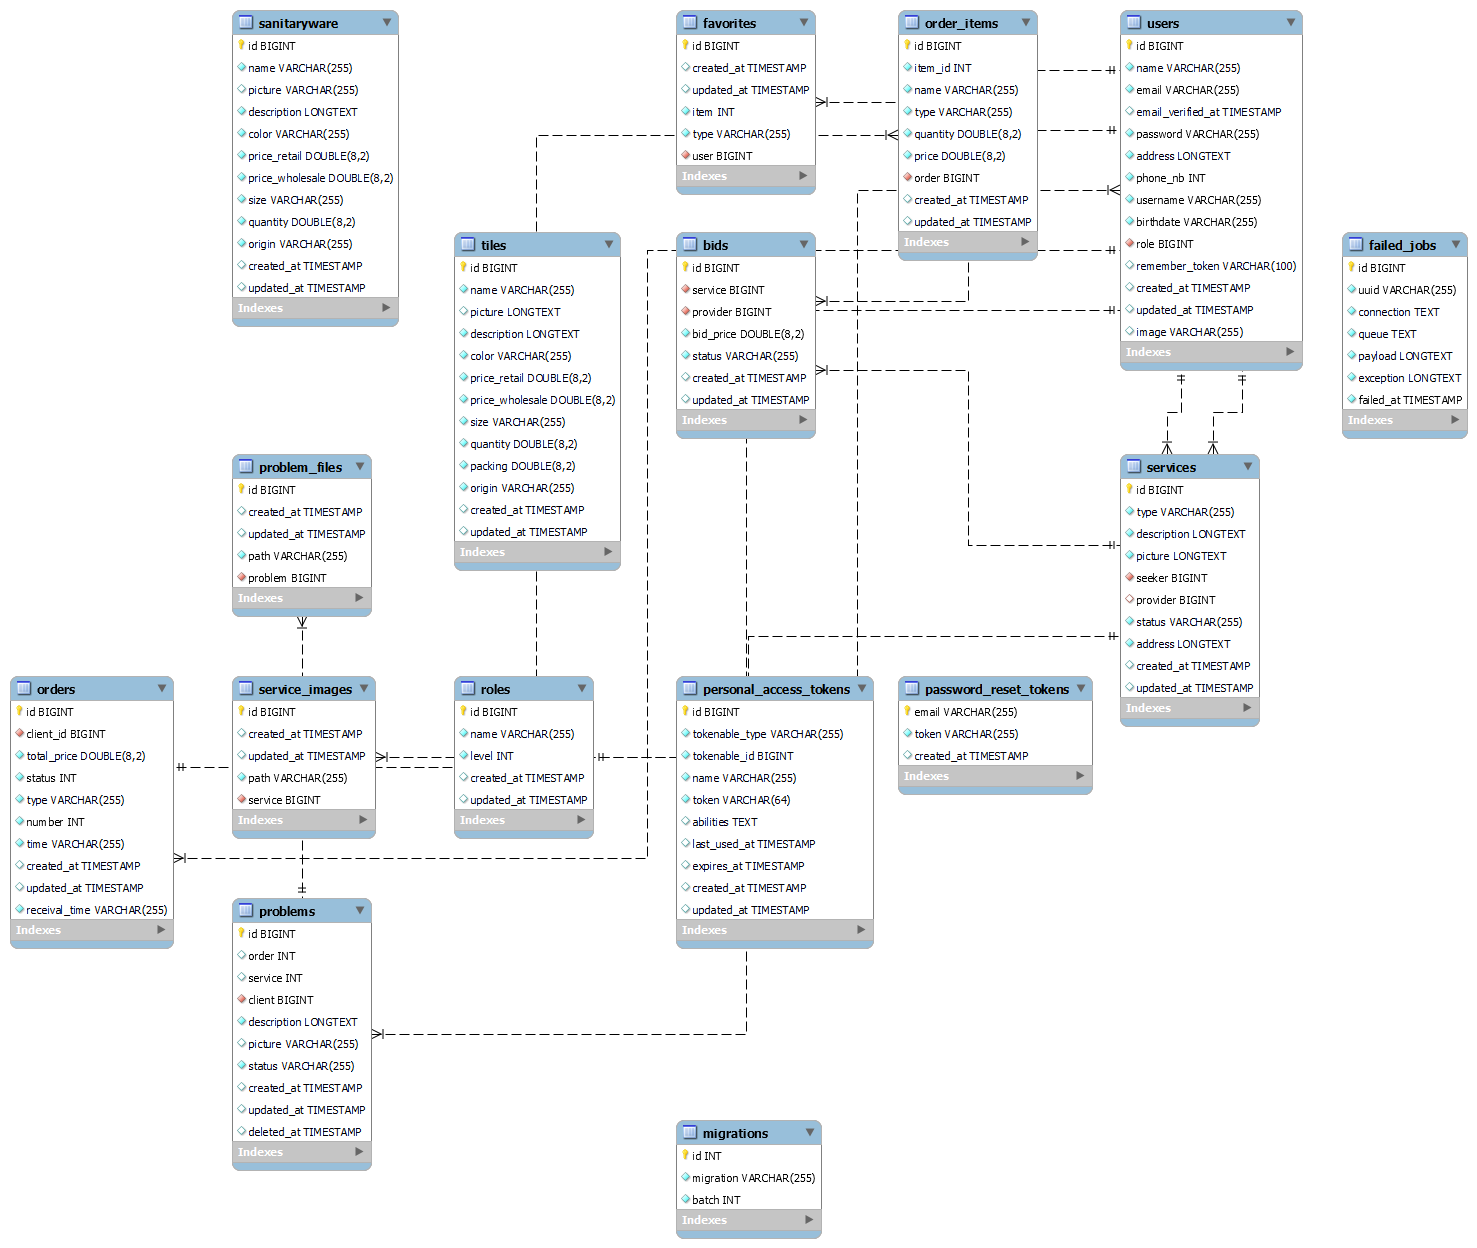 sanitaryware
id BIGINT
name VARCHAR(255)
picture VARCHAR(255)
description LONGTEXT
color VARCHAR(255)
price_retail DOUBLE(8,2)
price_wholesale DOUBLE(8,2)
size VARCHAR(255)
quantity DOUBLE(8,2)
origin VARCHAR(255)
created_at TIMESTAMP
updated_at TIMESTAMP
Indexes
favorites
id BIGINT
created_at TIMESTAMP
updated_at TIMESTAMP
item INT
type VARCHAR(255)
user BIGINT
Indexes
order_items
id BIGINT
item_id INT
name VARCHAR(255)
type VARCHAR(255)
quantity DOUBLE(8,2)
price DOUBLE(8,2)
order BIGINT
created_at TIMESTAMP
updated_at TIMESTAMP
Indexes
users
id BIGINT
name VARCHAR(255)
email VARCHAR(255)
email_verified_at TIMESTAMP
password VARCHAR(255)
address LONGTEXT
phone_nb INT
username VARCHAR(255)
birthdate VARCHAR(255)
role BIGINT
remember_token VARCHAR(100)
created_at TIMESTAMP
updated_at TIMESTAMP
image VARCHAR(255)
Indexes
tiles
id BIGINT
name VARCHAR(255)
picture LONGTEXT
description LONGTEXT
color VARCHAR(255)
price_retail DOUBLE(8,2)
price_wholesale DOUBLE(8,2)
size VARCHAR(255)
quantity DOUBLE(8,2)
packing DOUBLE(8,2)
origin VARCHAR(255)
created_at TIMESTAMP
updated_at TIMESTAMP
Indexes
bids
id BIGINT
service BIGINT
provider BIGINT
bid_price DOUBLE(8,2)
status VARCHAR(255)
created_at TIMESTAMP
updated_at TIMESTAMP
Indexes
failed_jobs
id BIGINT
uuid VARCHAR(255)
connection TEXT
queue TEXT
payload LONGTEXT
exception LONGTEXT
failed_at TIMESTAMP
Indexes
problem_files
id BIGINT
created_at TIMESTAMP
updated_at TIMESTAMP
path VARCHAR(255)
problem BIGINT
Indexes
services
id BIGINT
type VARCHAR(255)
description LONGTEXT
picture LONGTEXT
seeker BIGINT
provider BIGINT
status VARCHAR(255)
address LONGTEXT
created_at TIMESTAMP
updated_at TIMESTAMP
Indexes
orders
id BIGINT
client_id BIGINT
total_price DOUBLE(8,2)
status INT
type VARCHAR(255)
number INT
time VARCHAR(255)
created_at TIMESTAMP
updated_at TIMESTAMP
receival_time VARCHAR(255)
Indexes
service_images
id BIGINT
created_at TIMESTAMP
updated_at TIMESTAMP
path VARCHAR(255)
service BIGINT
Indexes
roles
id BIGINT
name VARCHAR(255)
level INT
created_at TIMESTAMP
updated_at TIMESTAMP
Indexes
personal_access_tokens
id BIGINT
tokenable_type VARCHAR(255)
tokenable_id BIGINT
name VARCHAR(255)
token VARCHAR(64)
abilities TEXT
last_used_at TIMESTAMP
expires_at TIMESTAMP
created_at TIMESTAMP
updated_at TIMESTAMP
Indexes
password_reset_tokens
email VARCHAR(255)
token VARCHAR(255)
created_at TIMESTAMP
Indexes
problems
id BIGINT
order INT
service INT
client BIGINT
description LONGTEXT
picture VARCHAR(255)
status VARCHAR(255)
created_at TIMESTAMP
updated_at TIMESTAMP
deleted_at TIMESTAMP
Indexes
migrations
id INT
migration VARCHAR(255)
batch INT
Indexes